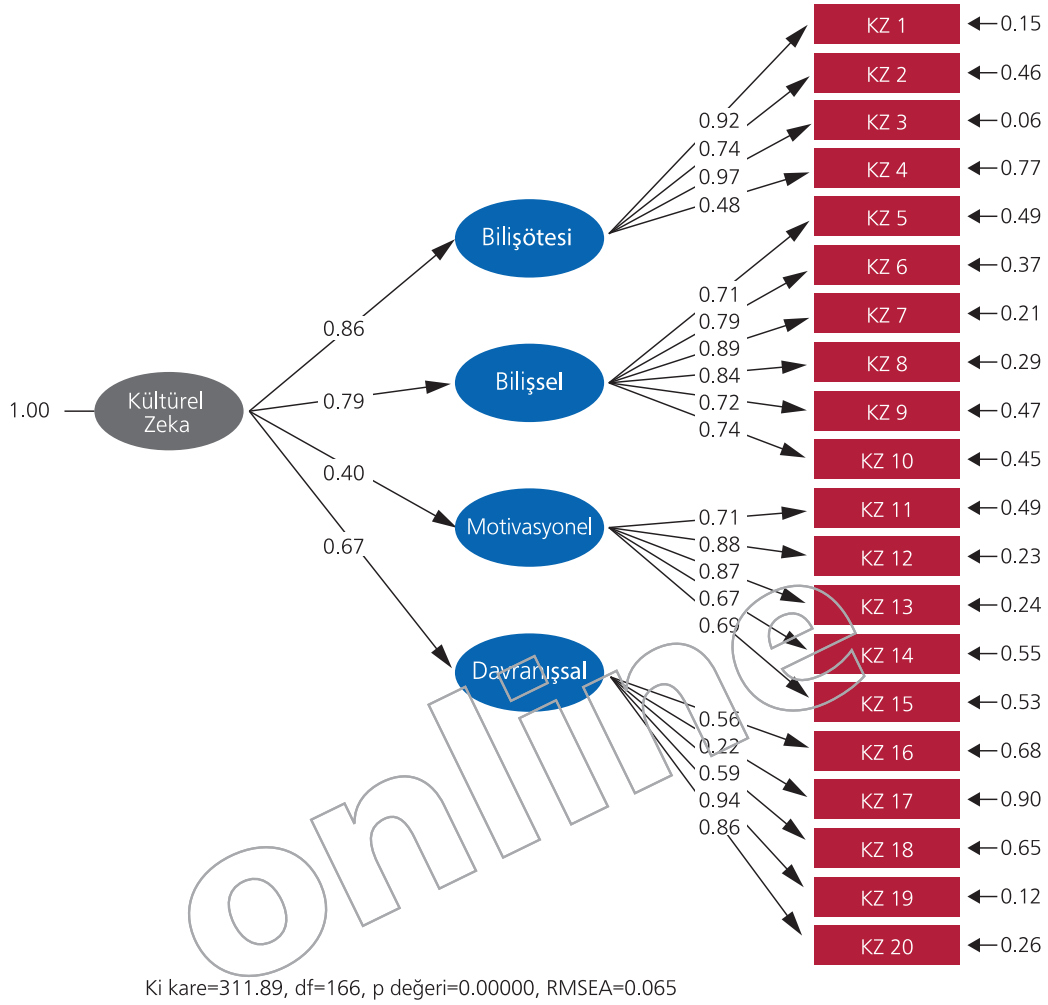 KZ 1
0.15
KZ 2
0.46
KZ 3
0.06
KZ 4
0.77
KZ 5
0.49
KZ 6
0.37
KZ 7
0.21
KZ 8
0.29
KZ 9
0.47
KZ 10
0.45
KZ 11
0.49
KZ 12
0.23
KZ 13
0.24
KZ 14
0.55
KZ 15
0.53
KZ 16
0.68
KZ 17
0.90
KZ 18
0.65
KZ 19
0.12
KZ 20
0.26
0.92
0.74
0.97
0.48
0.71
0.79
0.89
0.84
0.72
0.74
0.71
0.88
0.87
0.67
0.69
0.56
0.22
0.59
0.94
0.86
Bilişötesi
Bilişsel
Motivasyonel
Davranışsal
0.86
0.79
0.40
0.67
1.00
Kültürel
Zeka
online
Ki kare=311.89, df=166, p değeri=0.00000, RMSEA=0.065